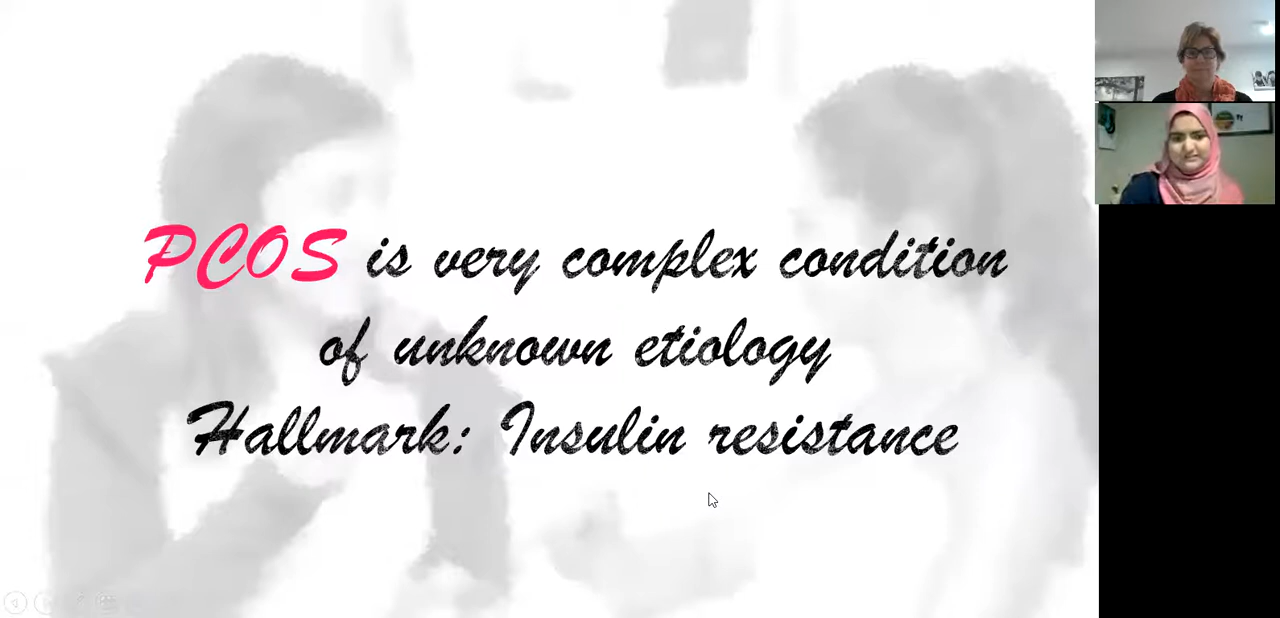 PCOS is very complex condition
of unknown etiology
Hallmark: Insulin resistance